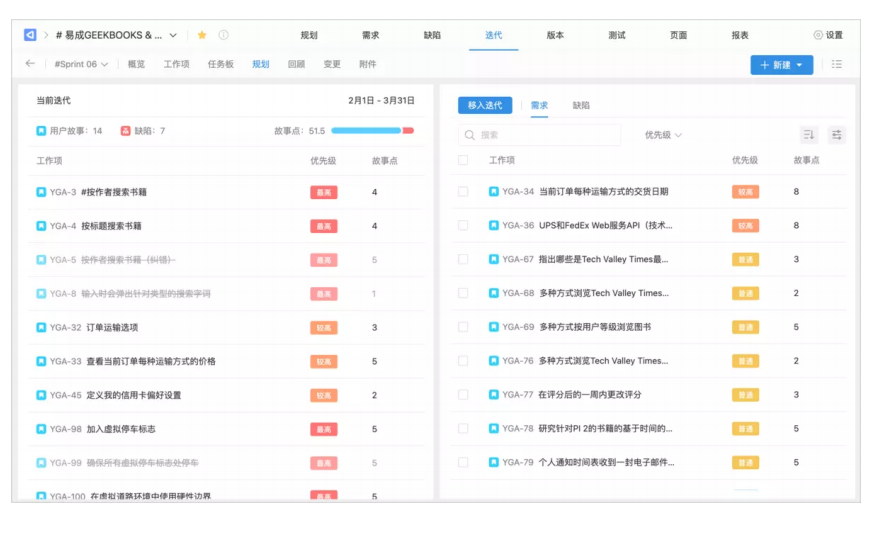 # 易成GEEKBOOKS & ...
规划 需求 缺陷 迭代 版本 测试 页面 报表 设置
#Sprint 06 概览 工作项 任务板 规划 回顾 变更 附件 + 新建
当前迭代 2月1日 - 3月31日
用户故事: 14 缺陷: 7 故事点: 51.5
工作项 优先级 故事点
YGA-3 #按作者搜索书籍 最高 4
YGA-4 按标题搜索书籍 最高 4
YGA-5 按作者搜索书籍（纠错） 最高 5
YGA-8 输入时会弹出针对类型的搜索字词 最高 1
YGA-32 订单运输选项 较高 3
YGA-33 查看当前订单每种运输方式的价格 较高 5
YGA-45 定义我的信用卡偏好设置 较高 2
YGA-98 加入虚拟停车标志 最高 5
YGA-99 确保所有虚拟停车标志处停车 最高 5
YGA-100 在虚拟道路环境中使用硬性边界 最高 5
移入迭代 需求 缺陷
搜索 优先级
工作项 优先级 故事点
YGA-34 当前订单每种运输方式的交货日期 较高 8
YGA-36 UPS和FedEx Web服务API（技术... 较高 8
YGA-67 指出哪些是Tech Valley Times最... 普通 3
YGA-68 多种方式浏览Tech Valley Times... 普通 2
YGA-69 多种方式按用户等级浏览图书 普通 5
YGA-76 多种方式浏览Tech Valley Times... 普通 2
YGA-77 在评分后的一周内更改评分 普通 3
YGA-78 研究针对PI 2的书籍的基于时间的... 普通 5
YGA-79 个人通知时间表收到一封电子邮件... 普通 5